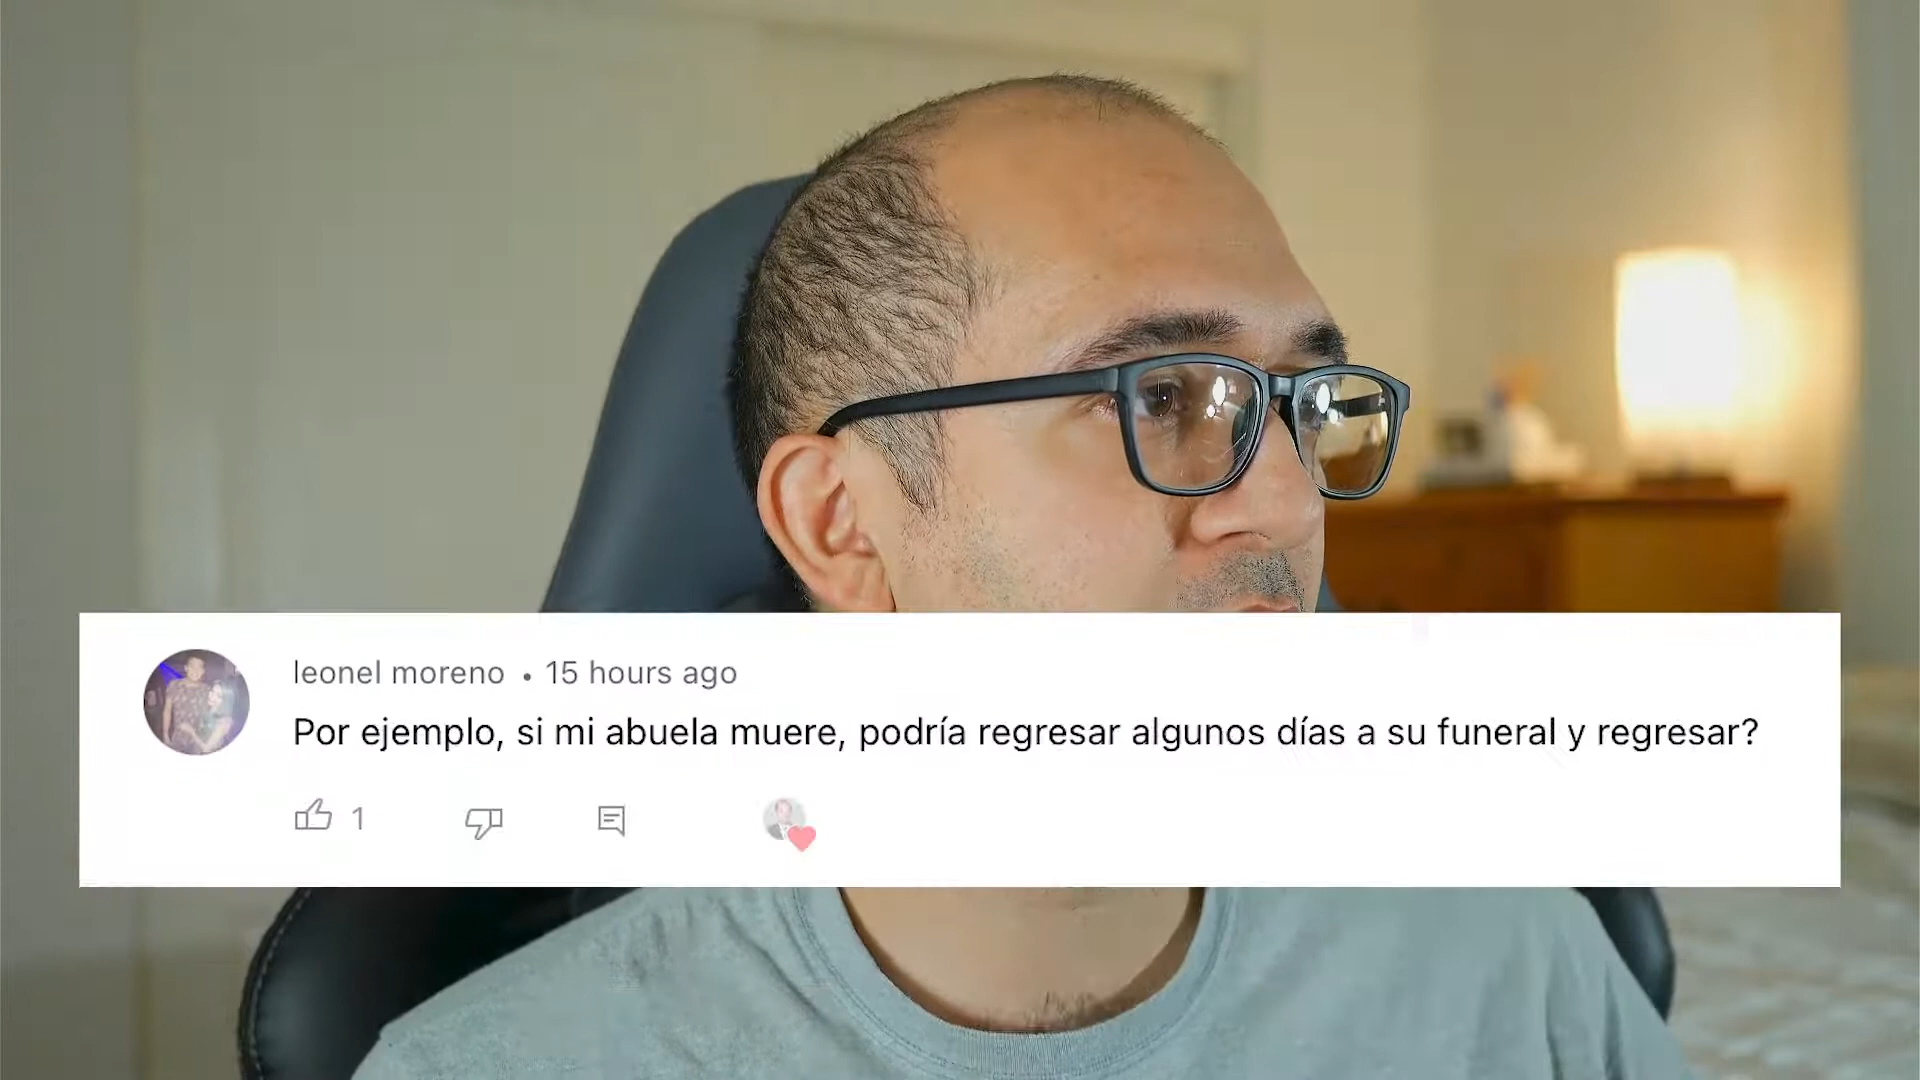 leonel moreno • 15 hours ago
Por ejemplo, si mi abuela muere, podría regresar algunos días a su funeral y regresar?
1